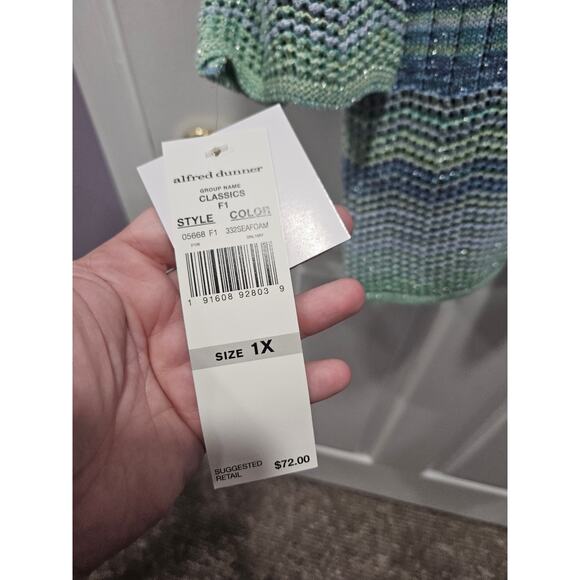 alfred dunner
GROUP NAME
CLASSICS
F1
STYLE COLOR
05668 F1 332SEAFOAM
1 91608 92803 9
SIZE 1X
SUGGESTED
RETAIL $72.00